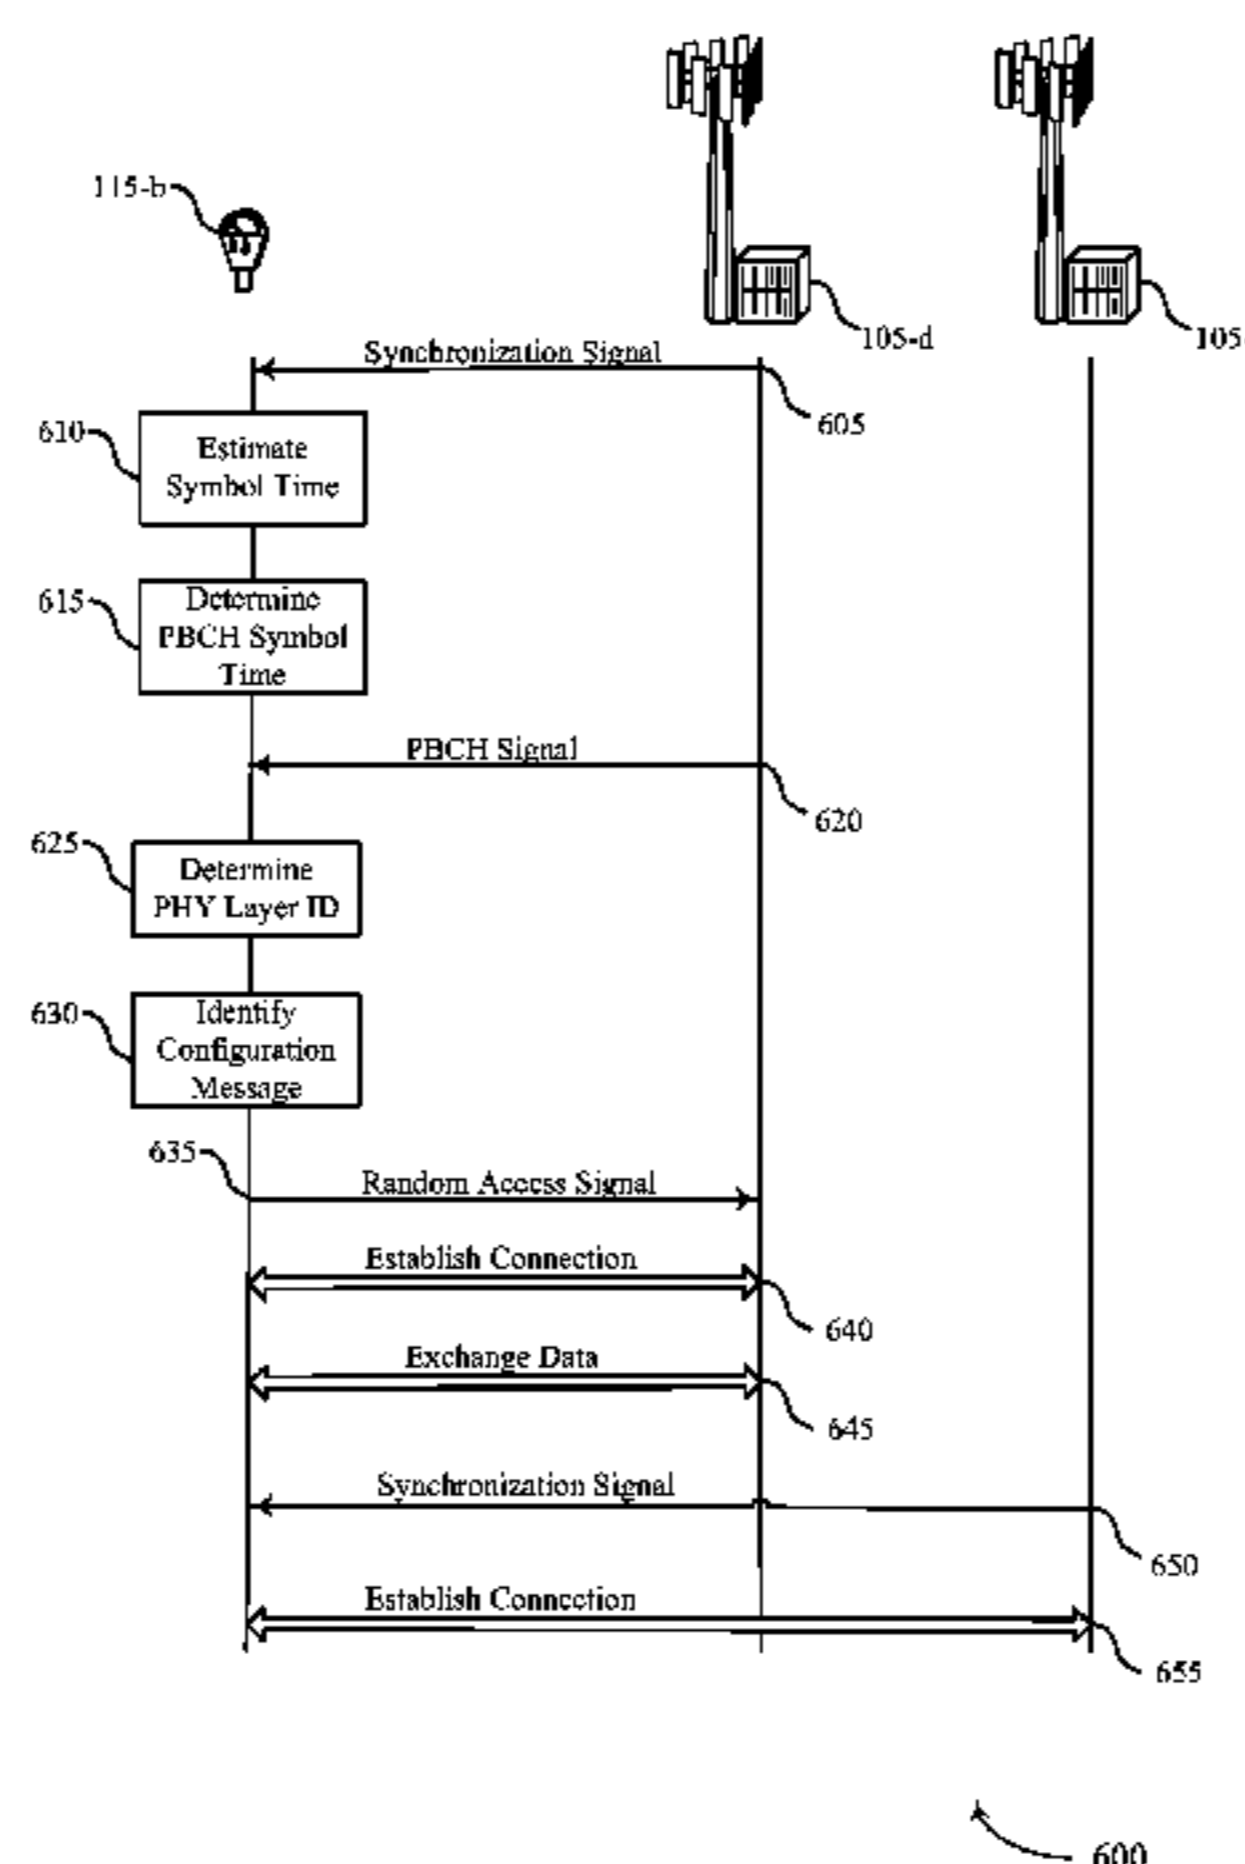 115-b
105-d
105
Synchronization Signal
605
610
Estimate
Symbol Time
615
Determine
PBCH Symbol
Time
PBCH Signal
620
625
Determine
PHY Layer ID
630
Identify
Configuration
Message
635
Random Access Signal
Establish Connection
640
Exchange Data
645
Synchronization Signal
650
Establish Connection
655
600